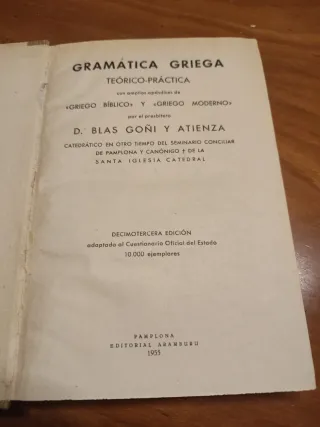 GRAMÁTICA GRIEGA
TEÓRICO-PRÁCTICA
con amplios apéndices de
«GRIEGO BÍBLICO» Y «GRIEGO MODERNO»
por el presbítero
D. BLAS GOÑI Y ATIENZA
CATEDRÁTICO EN OTRO TIEMPO DEL SEMINARIO CONCILIAR
DE PAMPLONA Y CANÓNIGO † DE LA
SANTA IGLESIA CATEDRAL
DECIMOTERCERA EDICIÓN
adaptada al Cuestionario Oficial del Estado
10.000 ejemplares
PAMPLONA
EDITORIAL ARAMBURU
1955